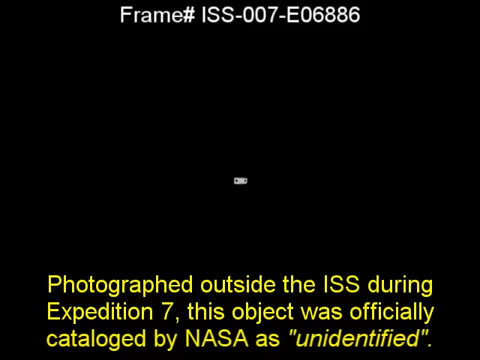 Frame# ISS-007-E06886
Photographed outside the ISS during
Expedition 7, this object was officially
cataloged by NASA as "unidentified".